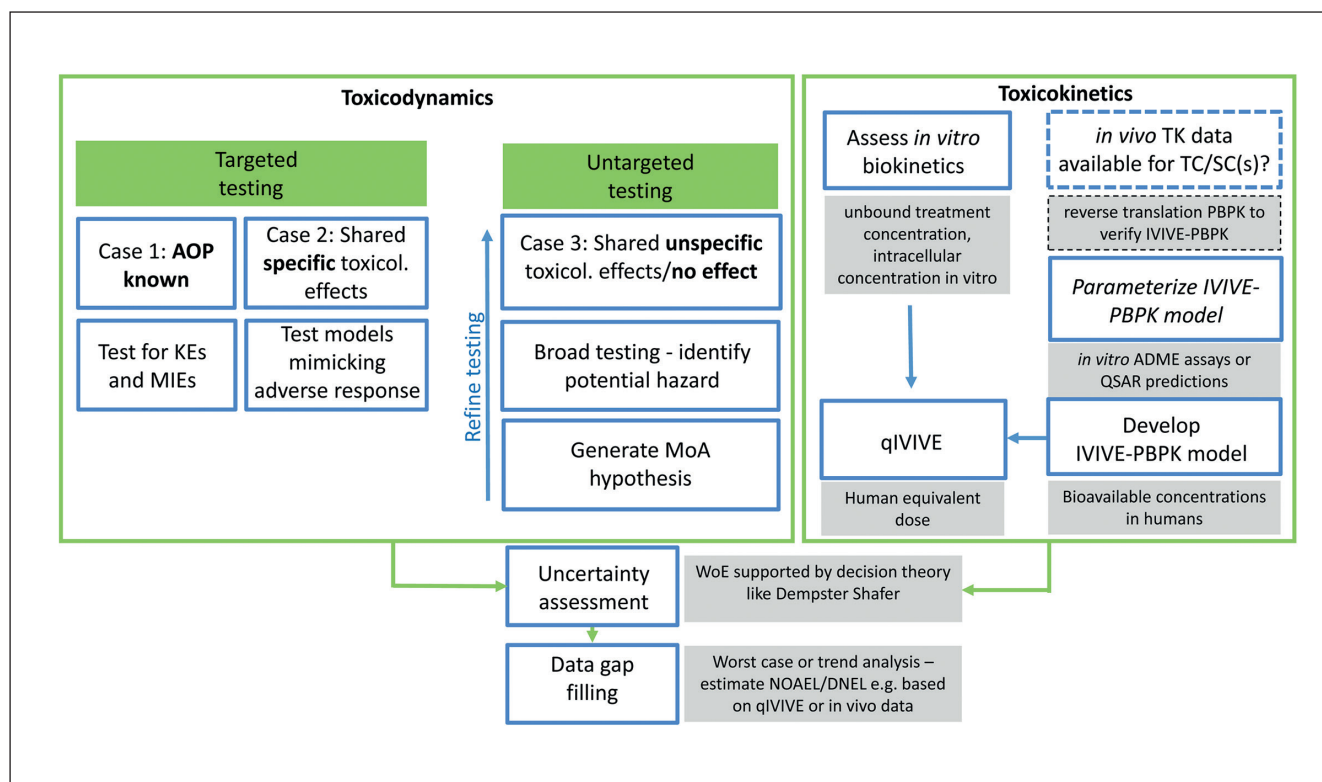 Toxicodynamics
Targeted
testing
Case 1: AOP
known
Case 2: Shared
specific toxicol.
effects
Test for KEs
and MIEs
Test models
mimicking
adverse response
Untargeted
testing
Refine testing
Case 3: Shared unspecific
toxicol. effects/no effect
Broad testing - identify
potential hazard
Generate MoA
hypothesis
Toxicokinetics
Assess in vitro
biokinetics
unbound treatment
concentration,
intracellular
concentration in vitro
qIVIVE
Human equivalent
dose
in vivo TK data
available for TC/SC(s)?
reverse translation PBPK to
verify IVIVE-PBPK
Parameterize IVIVE-
PBPK model
in vitro ADME assays or
QSAR predictions
Develop
IVIVE-PBPK model
Bioavailable concentrations
in humans
Uncertainty
assessment
WoE supported by decision theory
like Dempster Shafer
Data gap
filling
Worst case or trend analysis –
estimate NOAEL/DNEL e.g. based
on qIVIVE or in vivo data